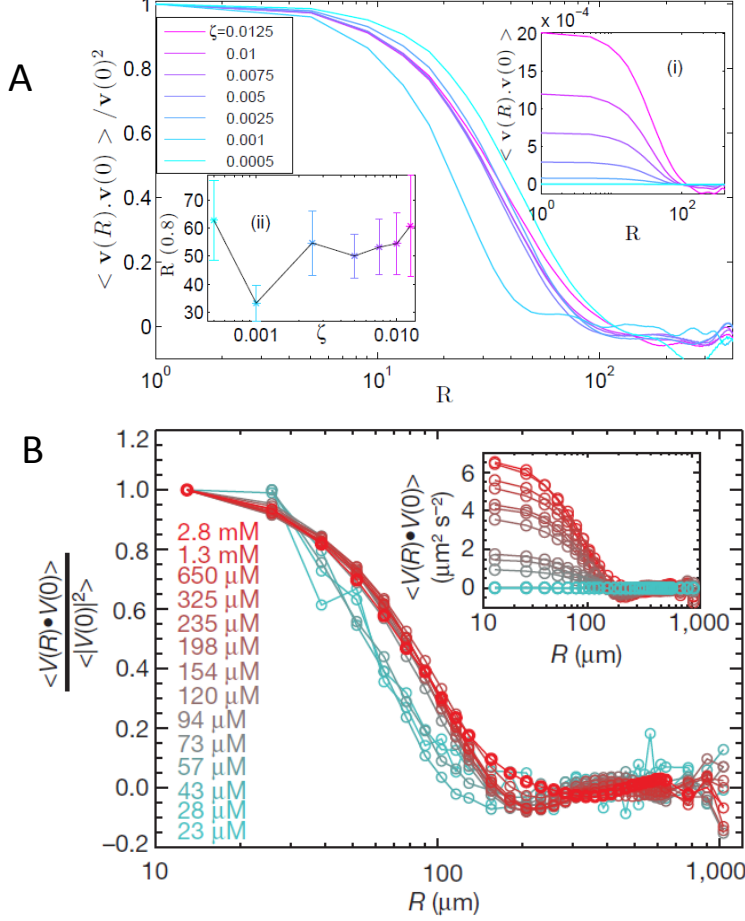 A
< v(R).v(0) > /v(0)²
1
0.8
0.6
0.4
0.2
0
10⁰
10¹
10²
R
ζ=0.0125
0.01
0.0075
0.005
0.0025
0.001
0.0005
(i)
< v(R).v(0) >
x 10⁻⁴
20
16
12
8
4
0
10⁰
10²
R
(ii)
R (0.8)
70
60
50
40
30
0.001
ζ
0.010
B
<V(R)•V(0)>
<|V(0)|²>
1.2
1.0
0.8
0.6
0.4
0.2
0.0
−0.2
10
100
1,000
R (µm)
2.8 mM
1.3 mM
650 µM
325 µM
235 µM
198 µM
154 µM
120 µM
94 µM
73 µM
57 µM
43 µM
28 µM
23 µM
<V(R)•V(0)>
(µm² s⁻²)
6
4
2
0
10
100
1,000
R (µm)